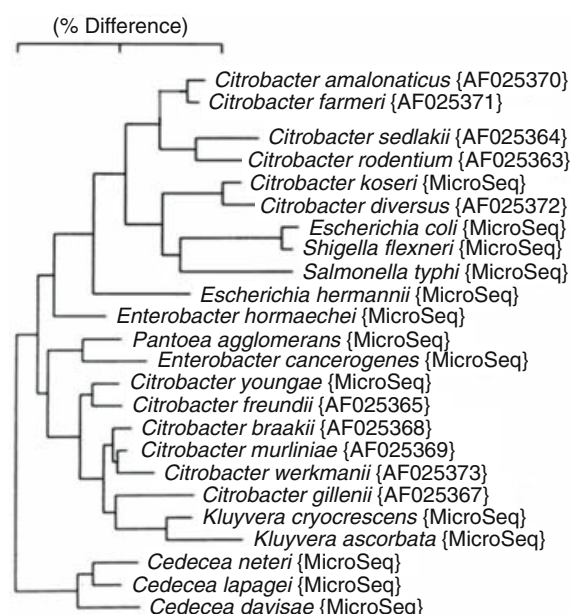 (% Difference)
Citrobacter amalonaticus {AF025370}
Citrobacter farmeri {AF025371}
Citrobacter sedlakii {AF025364}
Citrobacter rodentium {AF025363}
Citrobacter koseri {MicroSeq}
Citrobacter diversus {AF025372}
Escherichia coli {MicroSeq}
Shigella flexneri {MicroSeq}
Salmonella typhi {MicroSeq}
Escherichia hermannii {MicroSeq}
Enterobacter hormaechei {MicroSeq}
Pantoea agglomerans {MicroSeq}
Enterobacter cancerogenes {MicroSeq}
Citrobacter youngae {MicroSeq}
Citrobacter freundii {AF025365}
Citrobacter braakii {AF025368}
Citrobacter murliniae {AF025369}
Citrobacter werkmanii {AF025373}
Citrobacter gillenii {AF025367}
Kluyvera cryocrescens {MicroSeq}
Kluyvera ascorbata {MicroSeq}
Cedecea neteri {MicroSeq}
Cedecea lapagei {MicroSeq}
Cedecea davisae {MicroSeq}